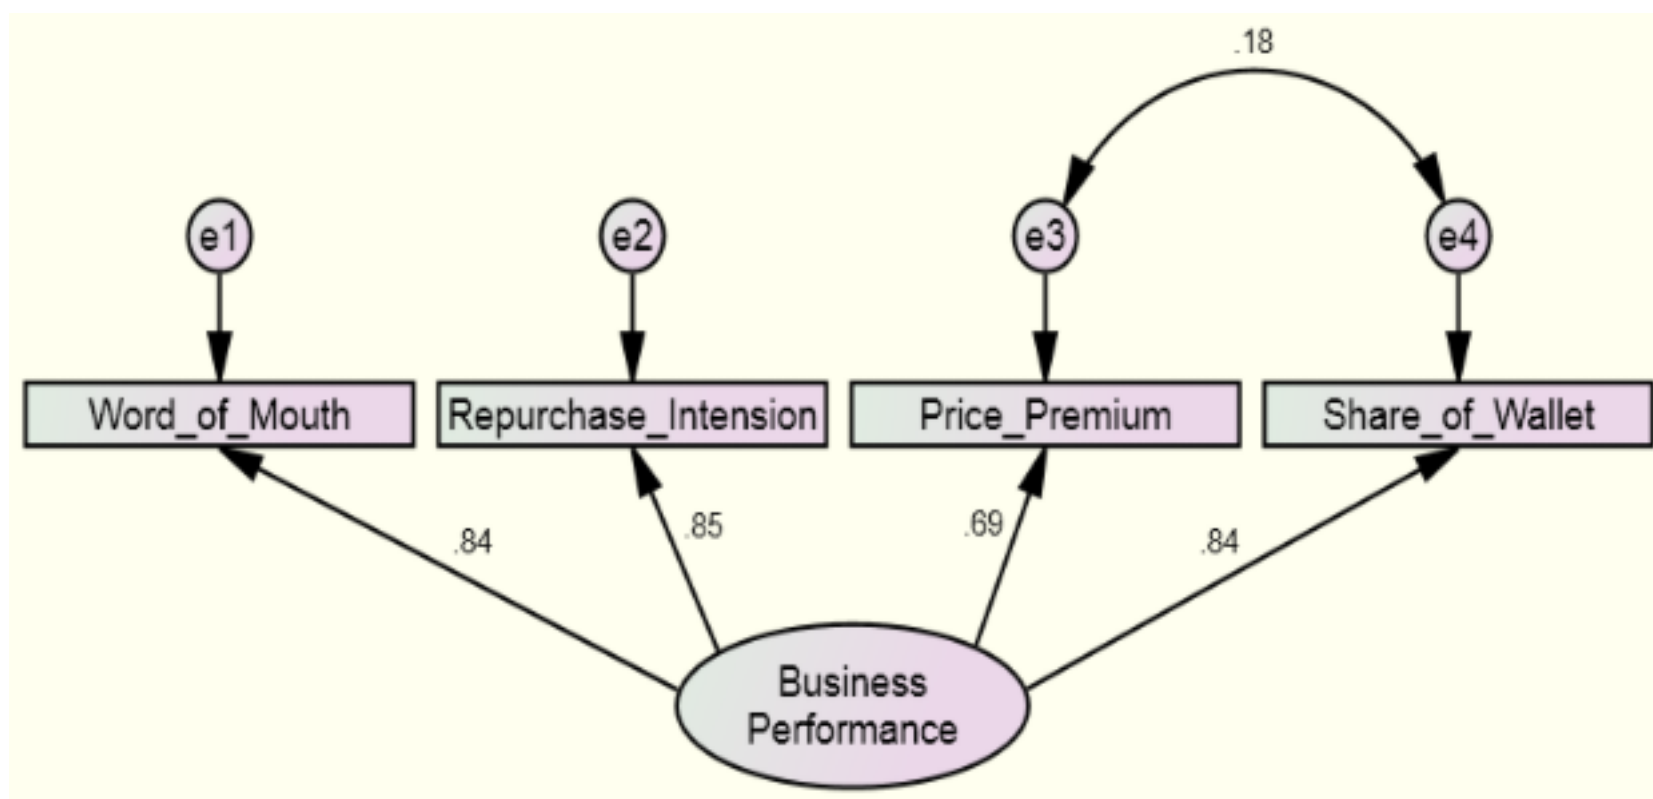 .18
e1
e2
e3
e4
Word_of_Mouth
Repurchase_Intension
Price_Premium
Share_of_Wallet
.84
.85
.69
.84
Business
Performance